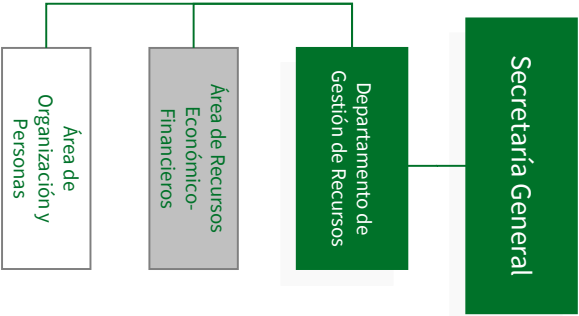 Secretaría General
Departamento de
Gestión de Recursos
Área de Recursos
Económico-
Financieros
Área de
Organización y
Personas